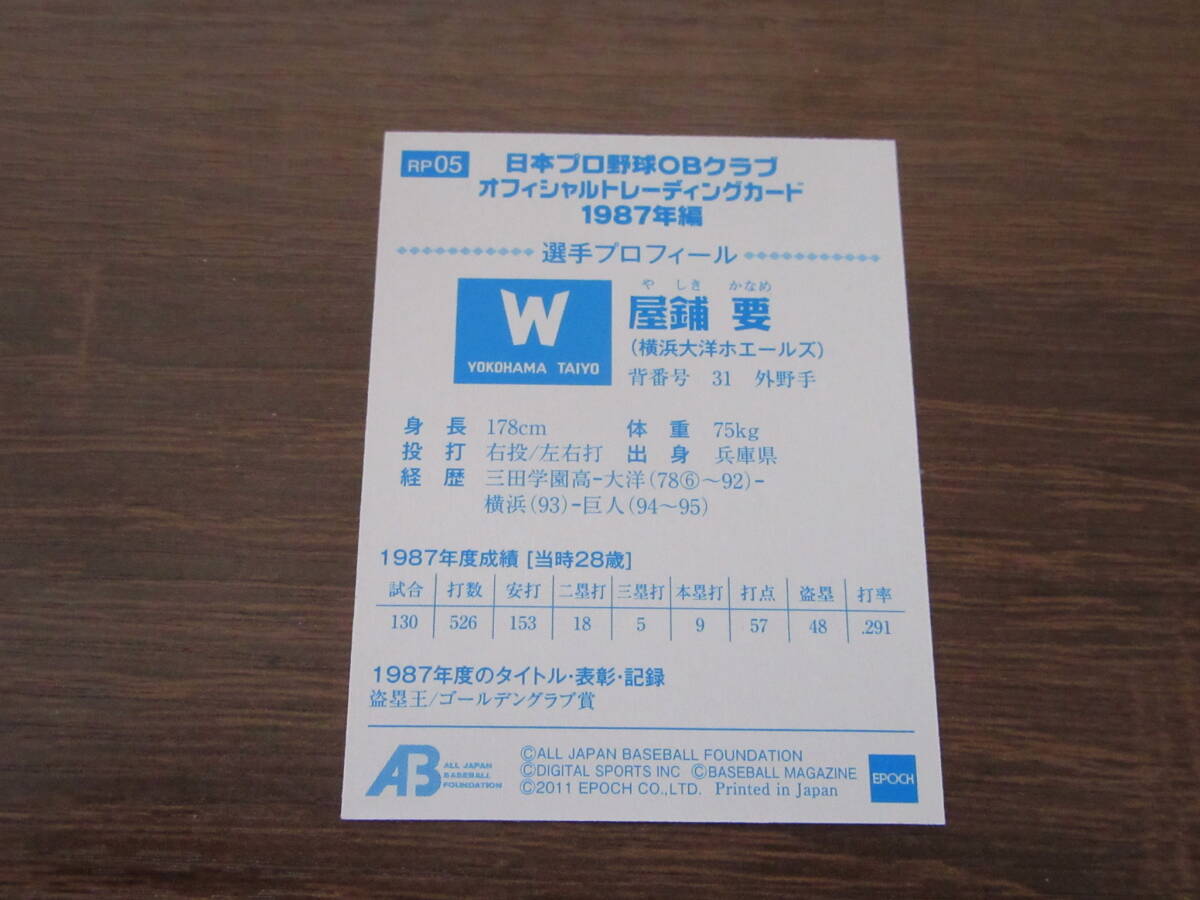 RP05
日本プロ野球OBクラブ
オフィシャルトレーディングカード
1987年編
選手プロフィール
W
YOKOHAMA TAIYO
や しき かなめ
屋鋪 要
(横浜大洋ホエールズ)
背番号 31 外野手
身長 178cm 体重 75kg
投打 右投/左右打 出身 兵庫県
経歴 三田学園高-大洋(78⑥〜92)-
横浜(93)-巨人(94〜95)
1987年度成績 [当時28歳]
試合 打数 安打 二塁打 三塁打 本塁打 打点 盗塁 打率
130 526 153 18 5 9 57 48 .291
1987年度のタイトル・表彰・記録
盗塁王/ゴールデングラブ賞
AB
ALL JAPAN
BASEBALL
FOUNDATION
©ALL JAPAN BASEBALL FOUNDATION
©DIGITAL SPORTS INC ©BASEBALL MAGAZINE
©2011 EPOCH CO.,LTD. Printed in Japan
EPOCH